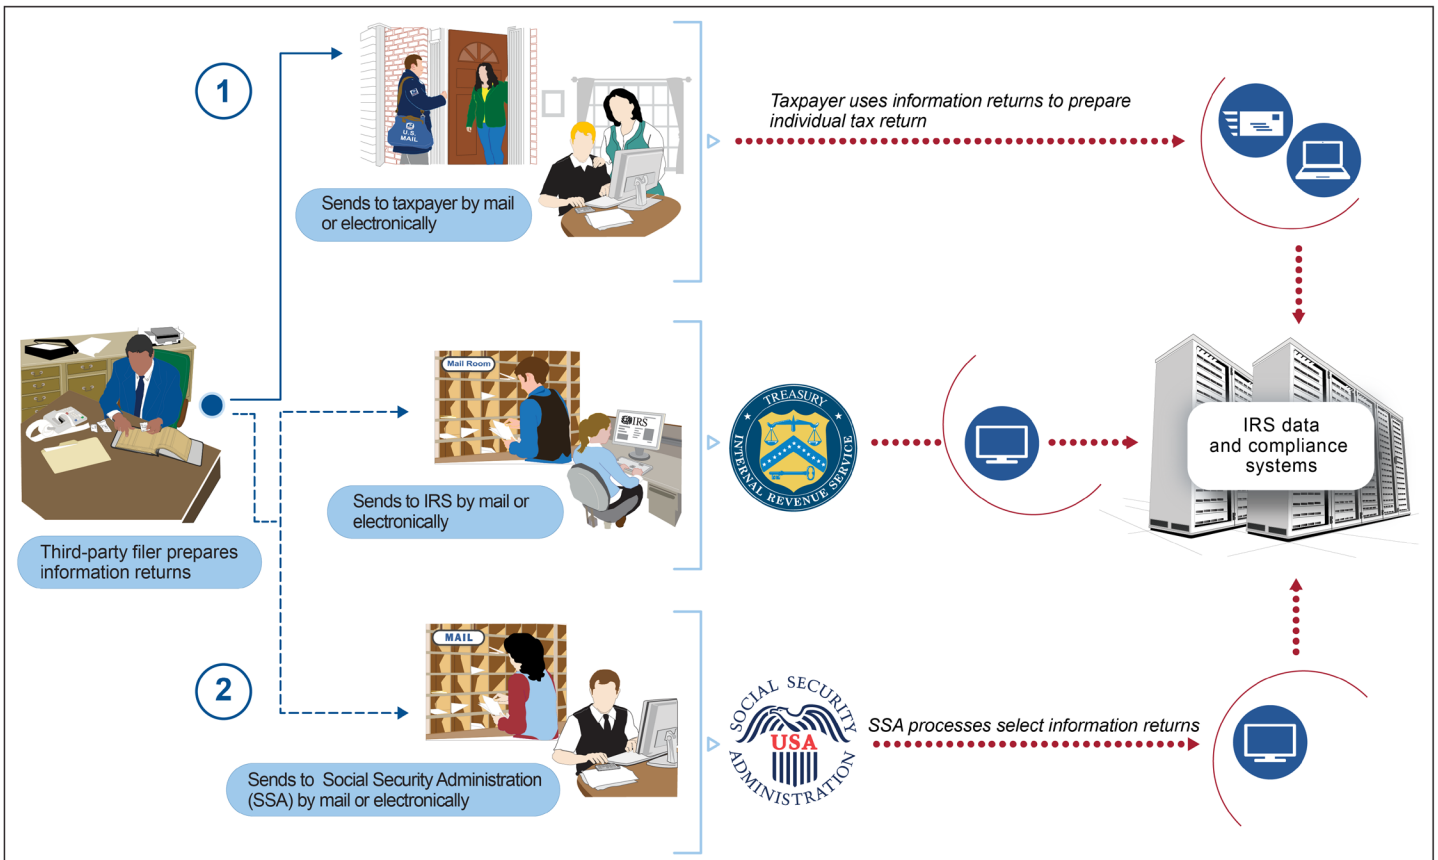 1
U.S.
MAIL
Sends to taxpayer by mail
or electronically
Taxpayer uses information returns to prepare
individual tax return
Third-party filer prepares
information returns
Mail Room
IRS
Sends to IRS by mail or
electronically
TREASURY
INTERNAL REVENUE SERVICE
IRS data
and compliance
systems
2
MAIL
Sends to Social Security Administration
(SSA) by mail or electronically
SOCIAL SECURITY
USA
ADMINISTRATION
SSA processes select information returns